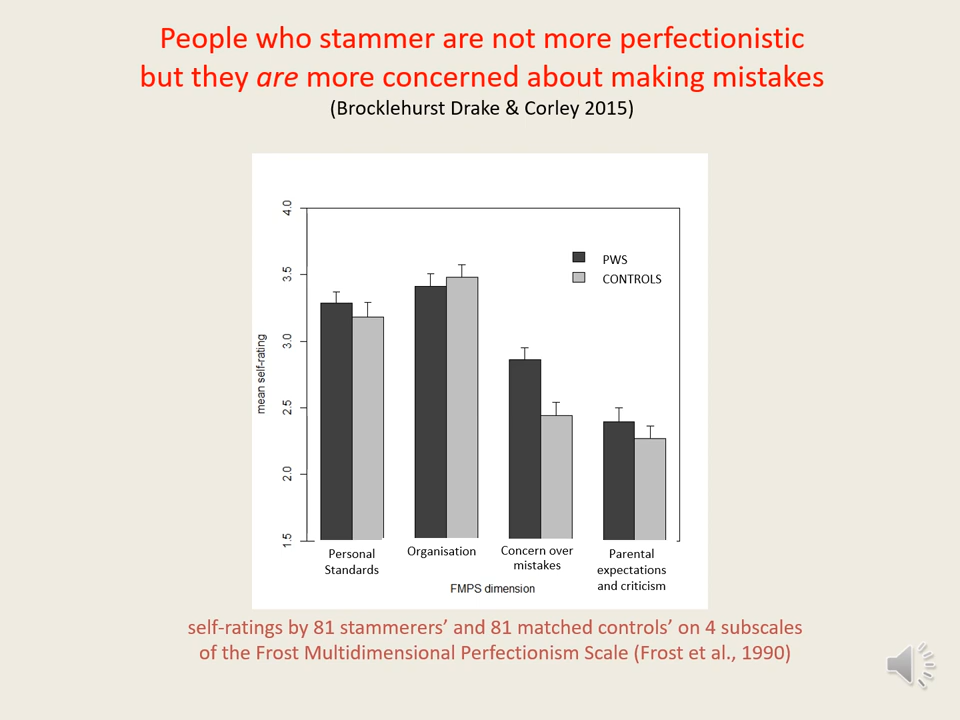 People who stammer are not more perfectionistic
but they are more concerned about making mistakes
(Brocklehurst Drake & Corley 2015)
4.0
3.5
3.0
2.5
2.0
1.5
mean self-rating
PWS
CONTROLS
Personal
Standards
Organisation
Concern over
mistakes
Parental
expectations
and criticism
FMPS dimension
self-ratings by 81 stammerers’ and 81 matched controls’ on 4 subscales
of the Frost Multidimensional Perfectionism Scale (Frost et al., 1990)